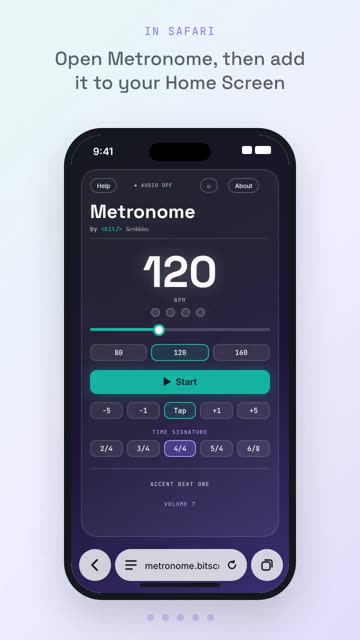 IN SAFARI
Open Metronome, then add
it to your Home Screen
9:41
Help
AUDIO OFF
About
Metronome
by <bit/> Scribbles
120
BPM
80 120 160
Start
-5 -1 Tap +1 +5
TIME SIGNATURE
2/4 3/4 4/4 5/4 6/8
ACCENT BEAT ONE
VOLUME 7
metronome.bitsc